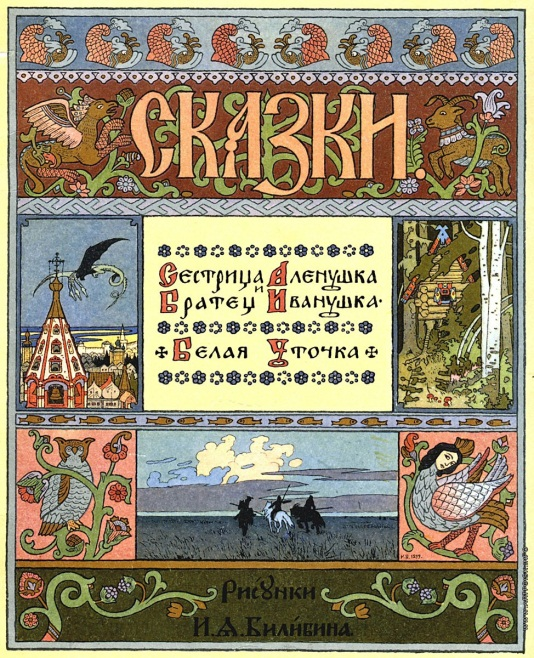 СКАЗКИ.
Сестрица Аленушка
и
Братец Иванушка.
Белая Уточка
Рисунки
И.Ѧ.Билибина